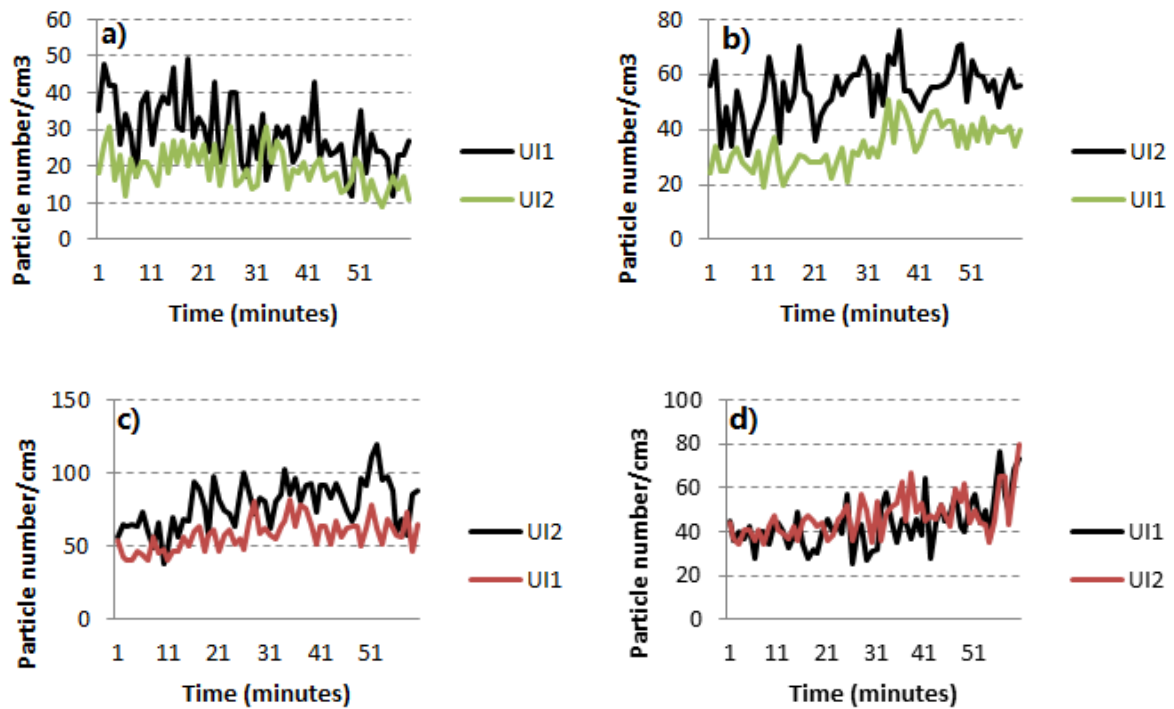 a)
Particle number/cm3
60
50
40
30
20
10
0
1 11 21 31 41 51
Time (minutes)
UI1
UI2
b)
Particle number/cm3
80
60
40
20
0
1 11 21 31 41 51
Time (minutes)
UI2
UI1
c)
Particle number/cm3
150
100
50
0
1 11 21 31 41 51
Time (minutes)
UI2
UI1
d)
Particle number/cm3
100
80
60
40
20
0
1 11 21 31 41 51
Time (minutes)
UI1
UI2